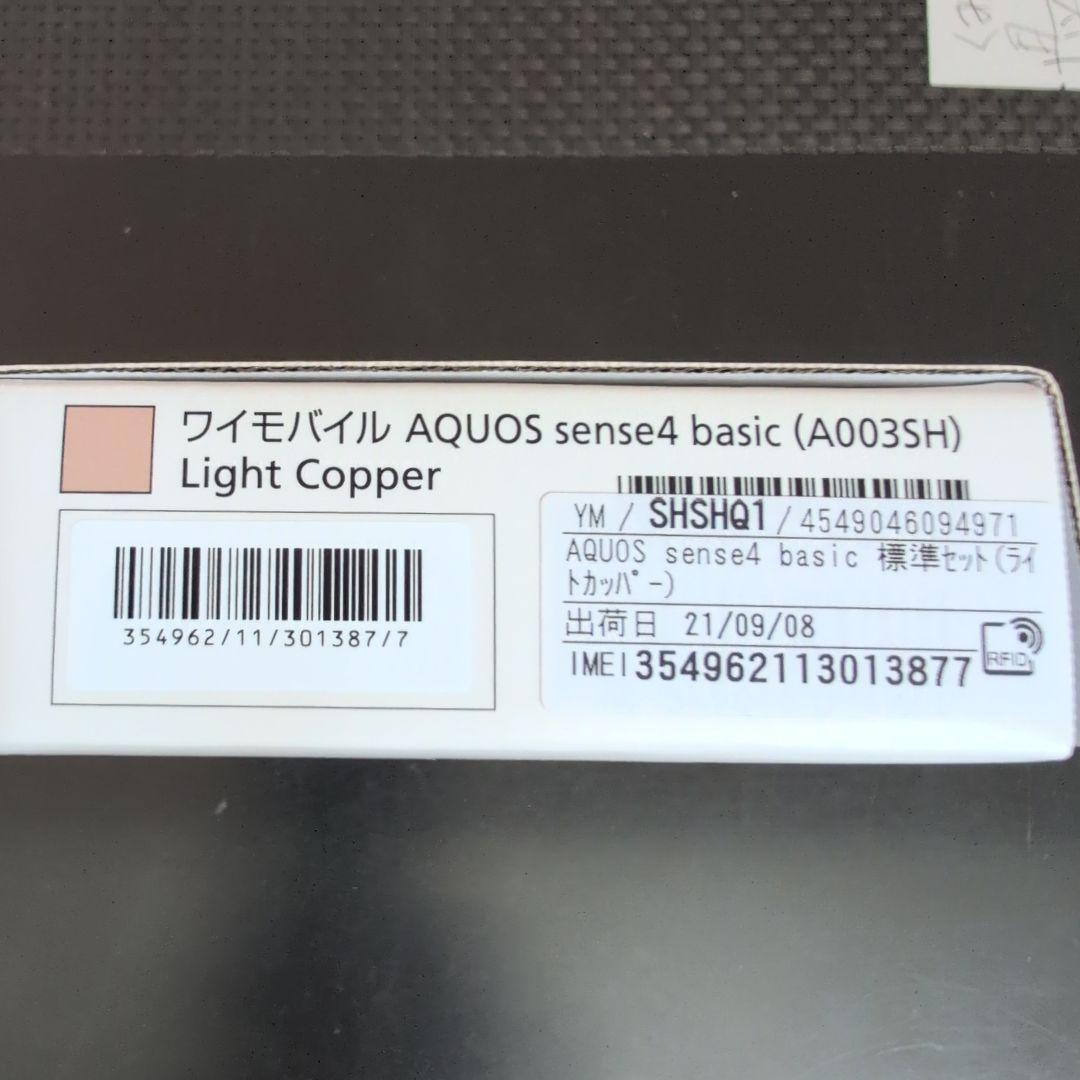 ワイモバイル AQUOS sense4 basic (A003SH)
Light Copper
354962/11/301387/7
YM / SHSHQ1 / 4549046094971
AQUOS sense4 basic 標準セット(ライ
トカッパー)
出荷日 21/09/08
IMEI 354962113013877
RFID